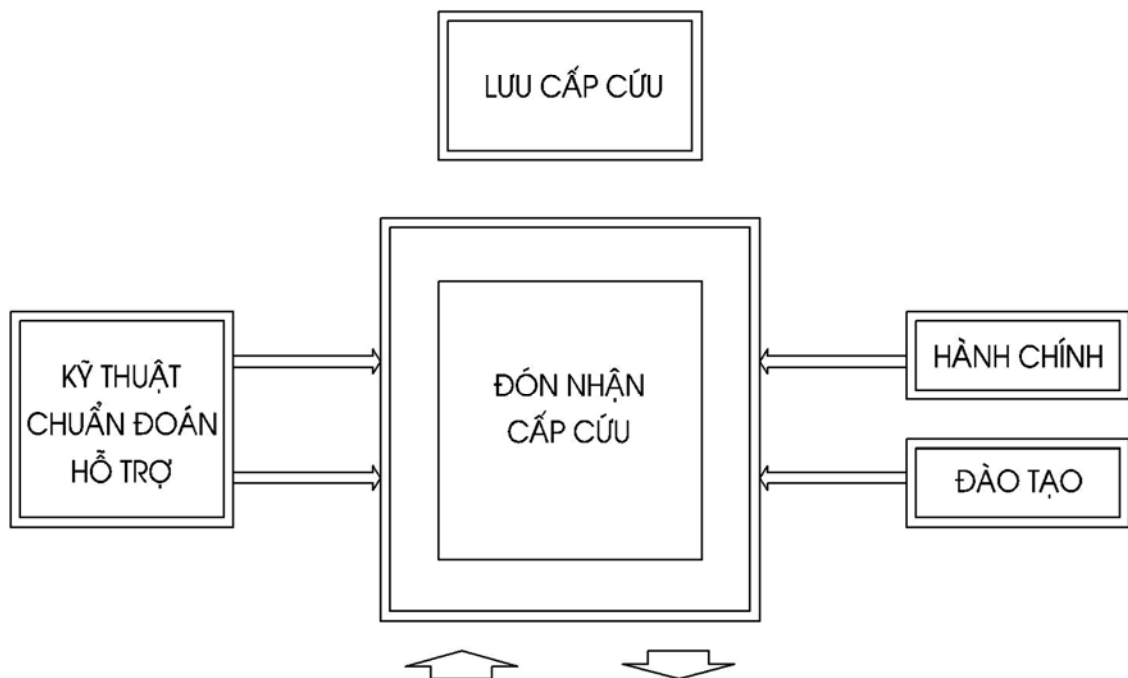 LƯU CẤP CỨU
KỸ THUẬT
CHUẨN ĐOÁN
HỖ TRỢ
ĐÓN NHẬN
CẤP CỨU
HÀNH CHÍNH
ĐÀO TẠO